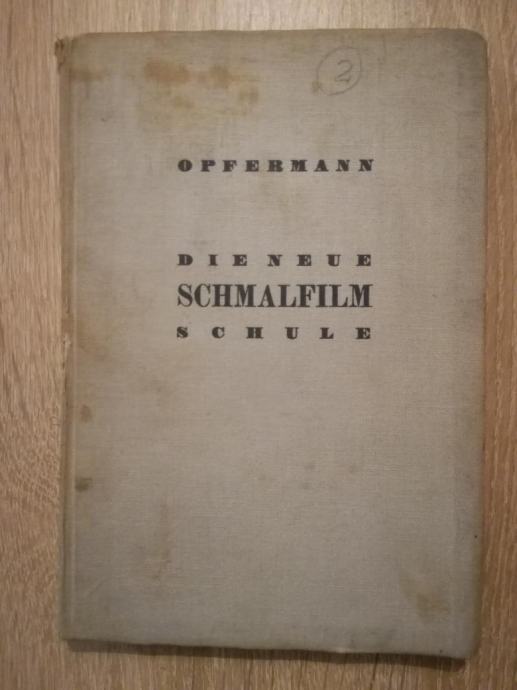 2
OPFERMANN
DIE NEUE
SCHMALFILM
SCHULE